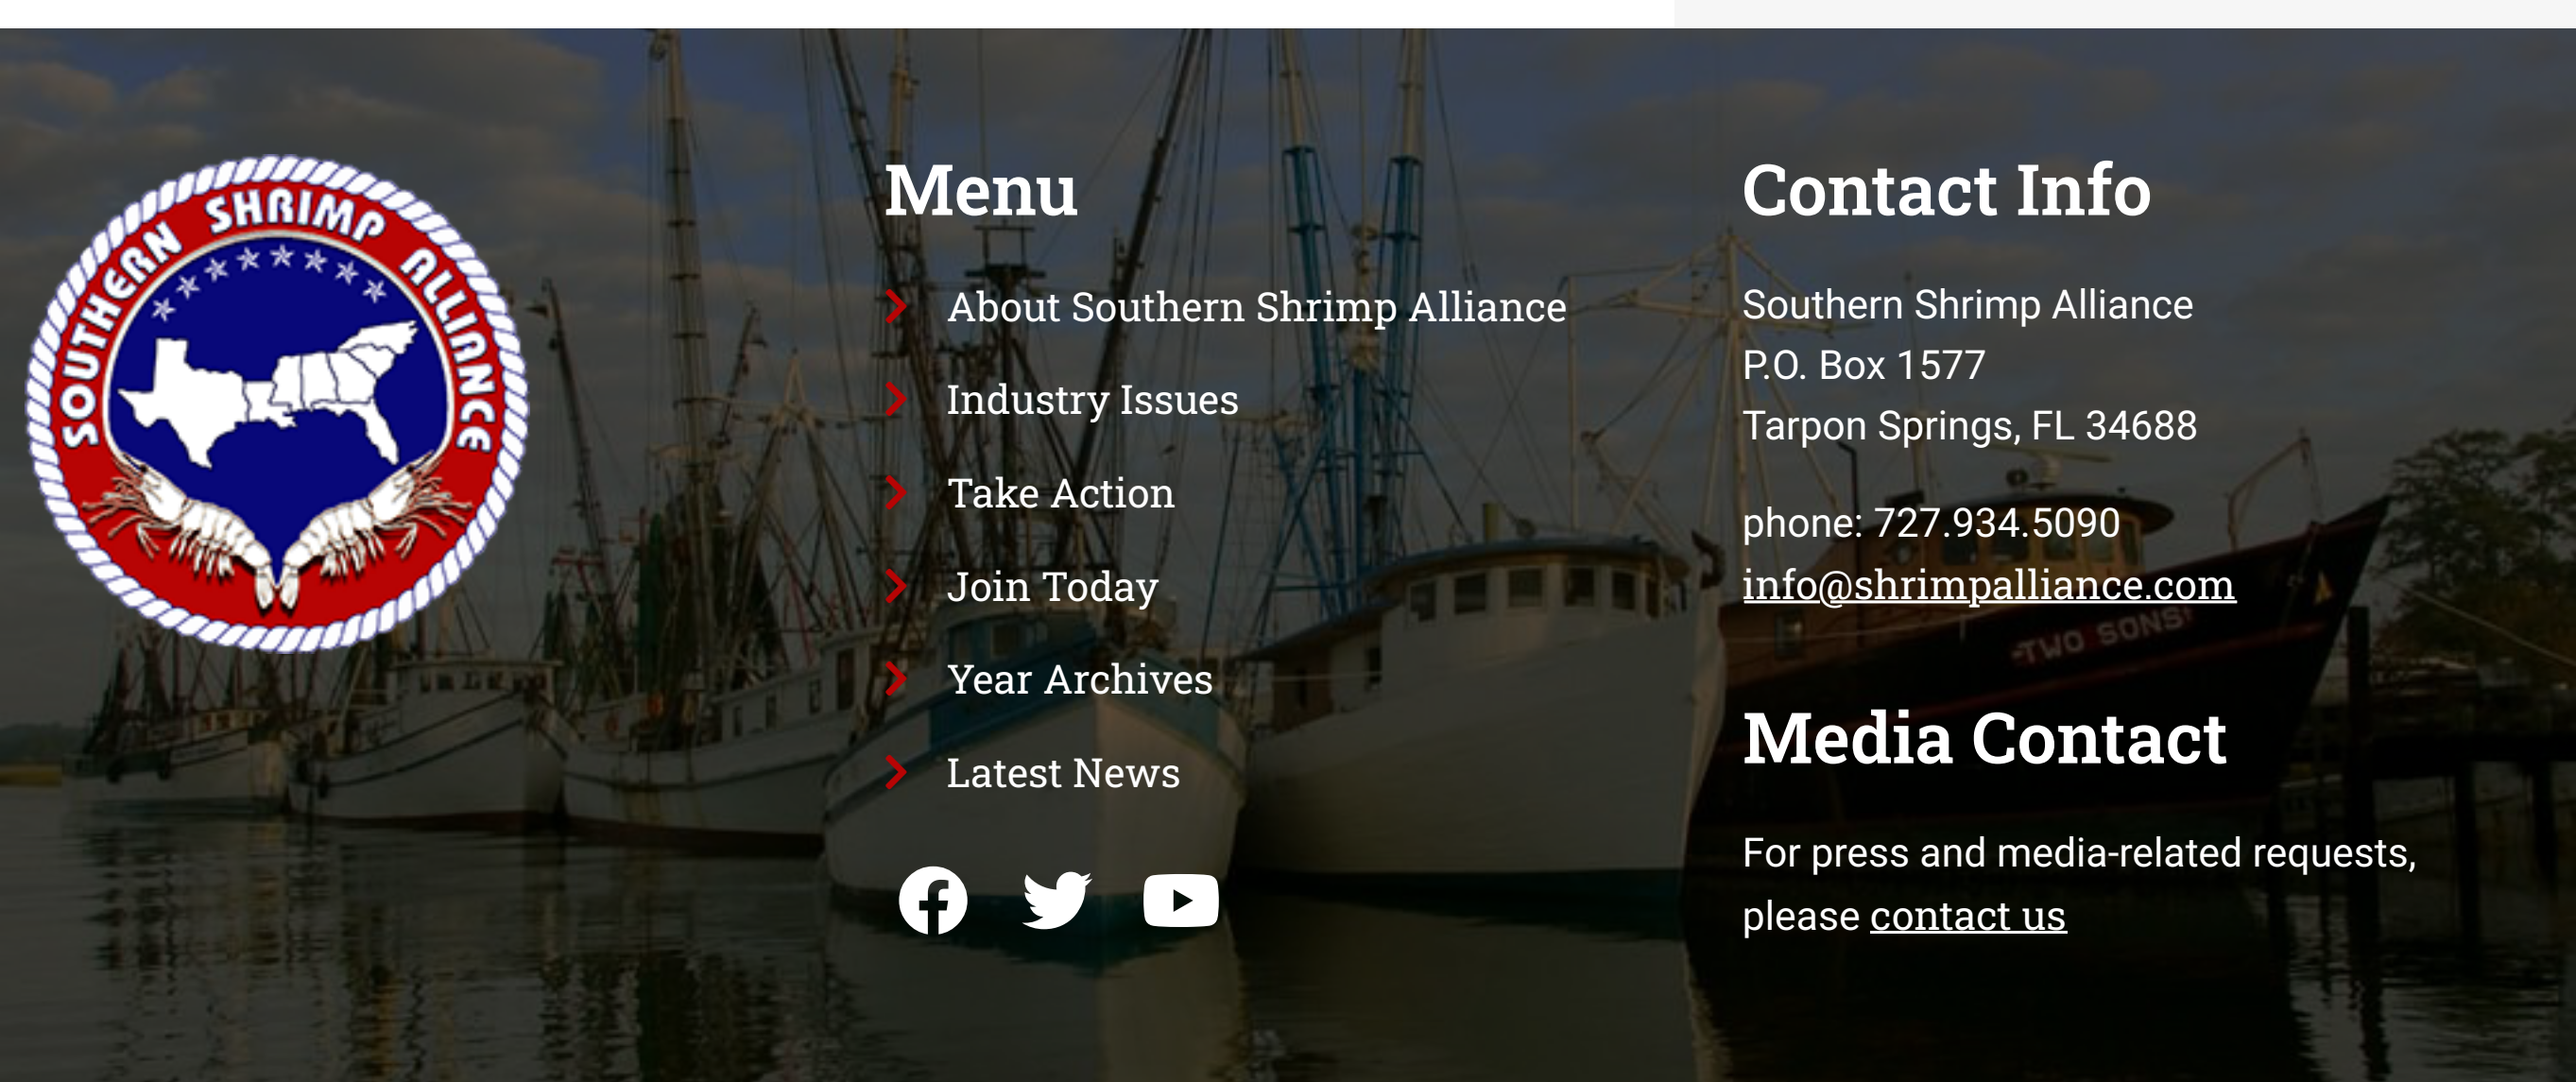 SOUTHERN SHRIMP ALLIANCE
Menu
About Southern Shrimp Alliance
Industry Issues
Take Action
Join Today
Year Archives
Latest News
Contact Info
Southern Shrimp Alliance
P.O. Box 1577
Tarpon Springs, FL 34688
phone: 727.934.5090
info@shrimpalliance.com
TWO SONS
Media Contact
For press and media-related requests,
please contact us